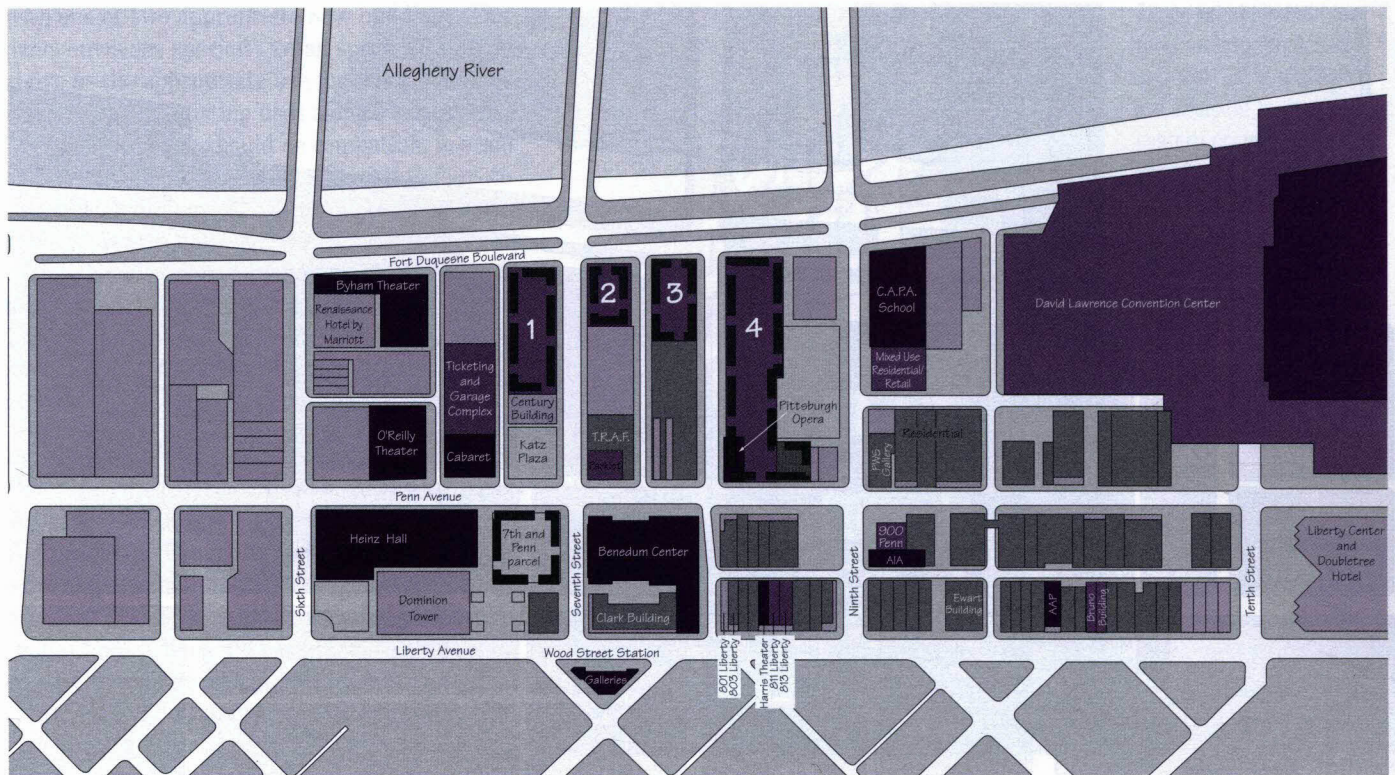 Allegheny River
Fort Duquesne Boulevard
Byham Theater
Renaissance
Hotel by
Marriott
1
2
3
4
C.A.P.A.
School
David Lawrence Convention Center
Mixed Use
Residential/
Retail
Ticketing
and
Garage
Complex
Century
Building
Pittsburgh
Opera
O'Reilly
Theater
Cabaret
Katz
Plaza
T.R.A.F.
PWS
Gallery
Residential
Penn Avenue
Heinz Hall
7th and
Penn
parcel
Benedum Center
900
Penn
AIA
Liberty Center
and
Doubletree
Hotel
Sixth Street
Seventh Street
Ninth Street
Tenth Street
Dominion
Tower
Clark Building
Ewart
Building
AAP
Bruno
Building
Liberty Avenue
Wood Street Station
Galleries
801 Liberty
803 Liberty
Harris Theater
811 Liberty
813 Liberty